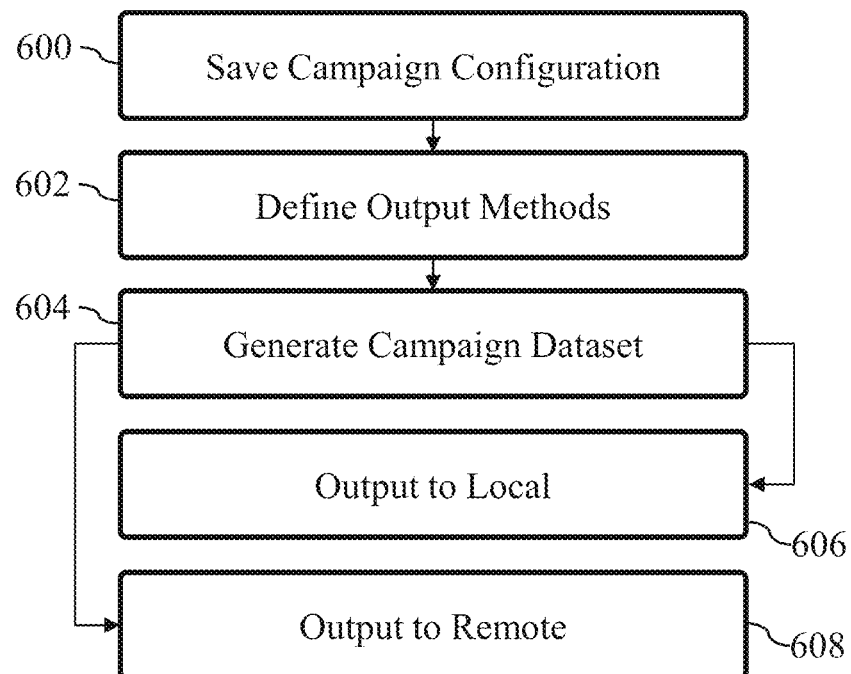 600
Save Campaign Configuration
602
Define Output Methods
604
Generate Campaign Dataset
Output to Local
606
Output to Remote
608